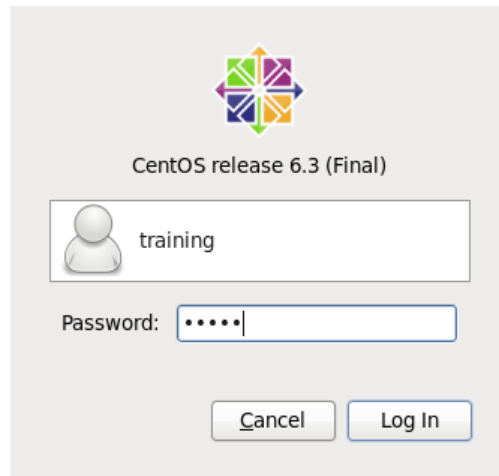 CentOS release 6.3 (Final)
training
Password: •••••
Cancel Log In